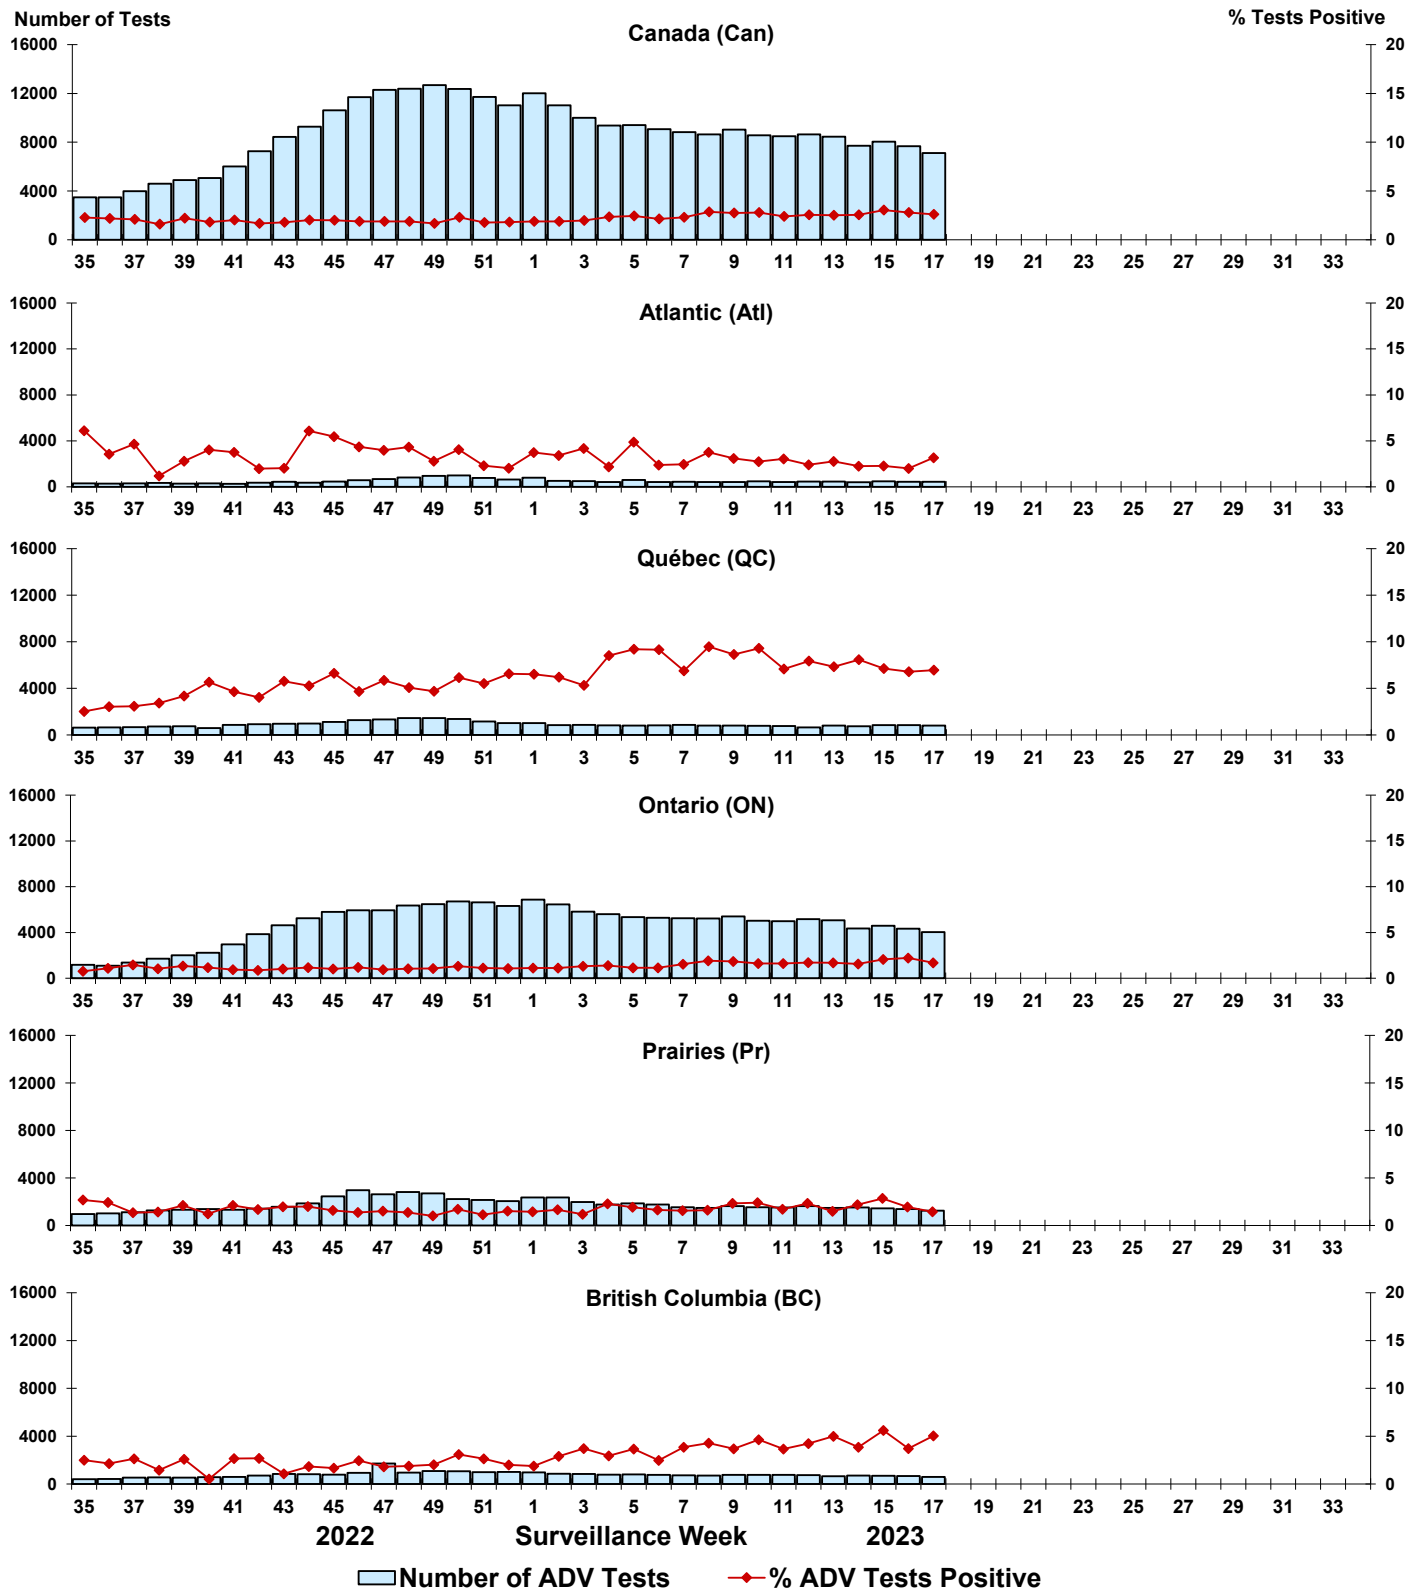 Number of Tests
% Tests Positive
Canada (Can)
16000 20
12000 15
8000 10
4000 5
0 0
35 37 39 41 43 45 47 49 51 1 3 5 7 9 11 13 15 17 19 21 23 25 27 29 31 33
Atlantic (Atl)
16000 20
12000 15
8000 10
4000 5
0 0
35 37 39 41 43 45 47 49 51 1 3 5 7 9 11 13 15 17 19 21 23 25 27 29 31 33
Québec (QC)
16000 20
12000 15
8000 10
4000 5
0 0
35 37 39 41 43 45 47 49 51 1 3 5 7 9 11 13 15 17 19 21 23 25 27 29 31 33
Ontario (ON)
16000 20
12000 15
8000 10
4000 5
0 0
35 37 39 41 43 45 47 49 51 1 3 5 7 9 11 13 15 17 19 21 23 25 27 29 31 33
Prairies (Pr)
16000 20
12000 15
8000 10
4000 5
0 0
35 37 39 41 43 45 47 49 51 1 3 5 7 9 11 13 15 17 19 21 23 25 27 29 31 33
British Columbia (BC)
16000 20
12000 15
8000 10
4000 5
0 0
35 37 39 41 43 45 47 49 51 1 3 5 7 9 11 13 15 17 19 21 23 25 27 29 31 33
2022 Surveillance Week 2023
Number of ADV Tests % ADV Tests Positive